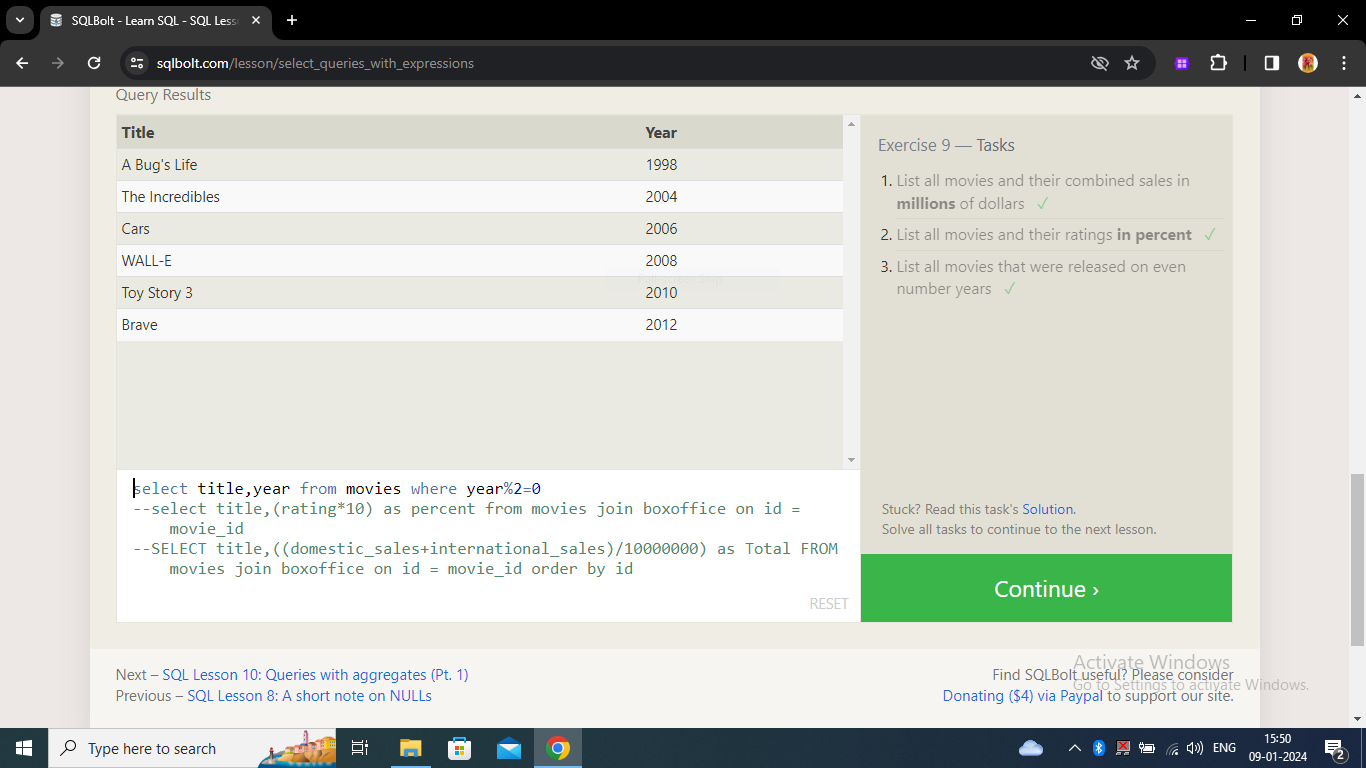 SQLBolt - Learn SQL - SQL Less
sqlbolt.com/lesson/select_queries_with_expressions
Query Results
Title Year
A Bug's Life 1998
The Incredibles 2004
Cars 2006
WALL-E 2008
Toy Story 3 2010
Brave 2012
Exercise 9 — Tasks
1. List all movies and their combined sales in
millions of dollars ✓
2. List all movies and their ratings in percent ✓
3. List all movies that were released on even
number years ✓
select title,year from movies where year%2=0
--select title,(rating*10) as percent from movies join boxoffice on id =
movie_id
--SELECT title,((domestic_sales+international_sales)/10000000) as Total FROM
movies join boxoffice on id = movie_id order by id
RESET
Stuck? Read this task's Solution.
Solve all tasks to continue to the next lesson.
Continue ›
Next – SQL Lesson 10: Queries with aggregates (Pt. 1)
Previous – SQL Lesson 8: A short note on NULLs
Find SQLBolt useful? Please consider
Donating ($4) via Paypal to support our site.
Activate Windows
Go to Settings to activate Windows.
Type here to search
ENG
15:50
09-01-2024
2